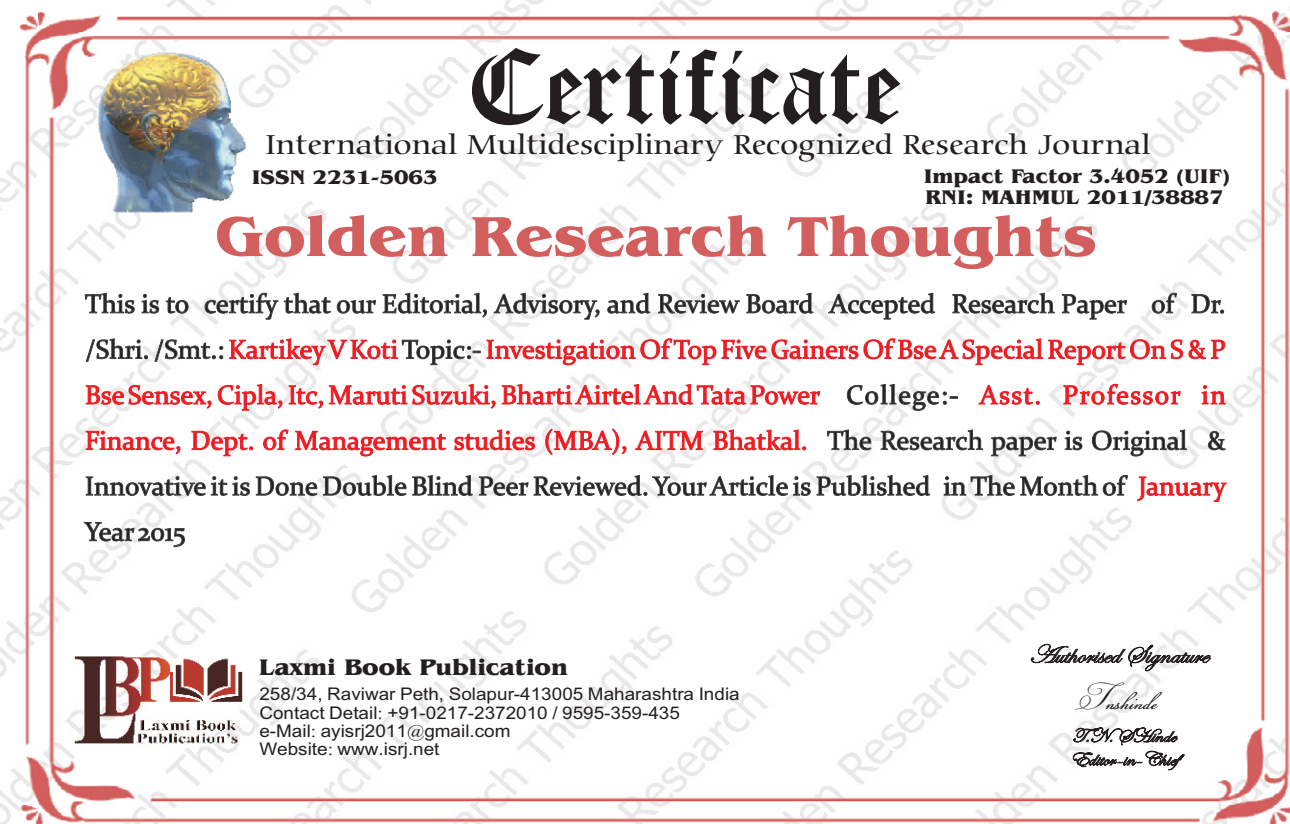 Certificate
International Multidesciplinary Recognized Research Journal
ISSN 2231-5063
Impact Factor 3.4052 (UIF)
RNI: MAHMUL 2011/38887
Golden Research Thoughts
This is to certify that our Editorial, Advisory, and Review Board Accepted Research Paper of Dr.
/Shri. /Smt.: Kartikey V Koti Topic:- Investigation Of Top Five Gainers Of Bse A Special Report On S & P
Bse Sensex, Cipla, Itc, Maruti Suzuki, Bharti Airtel And Tata Power College:- Asst. Professor in
Finance, Dept. of Management studies (MBA), AITM Bhatkal. The Research paper is Original &
Innovative it is Done Double Blind Peer Reviewed. Your Article is Published in The Month of January
Year 2015
LBP
Laxmi Book
Publication's
Laxmi Book Publication
258/34, Raviwar Peth, Solapur-413005 Maharashtra India
Contact Detail: +91-0217-2372010 / 9595-359-435
e-Mail: ayisrj2011@gmail.com
Website: www.isrj.net
Authorised Signature
Tnshinde
T.N. SHinde
Editor-in-Chief